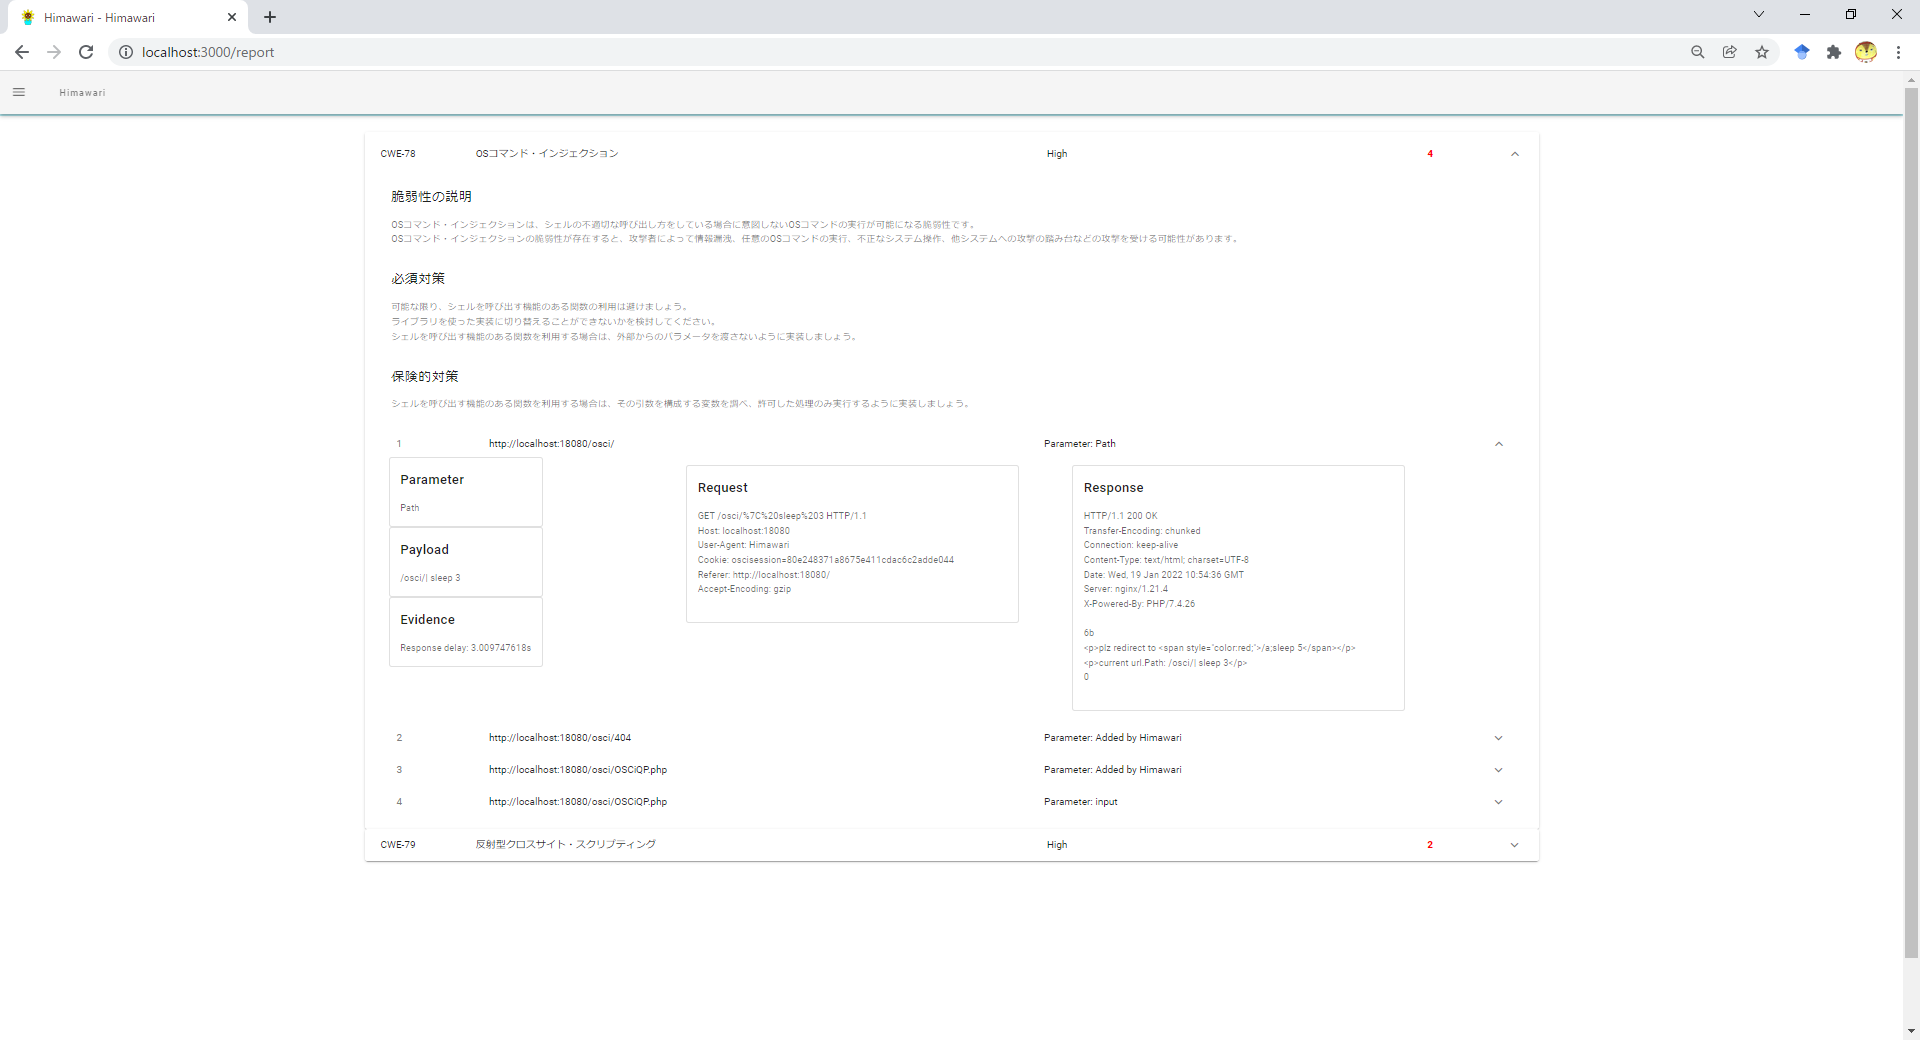 Himawari - Himawari
localhost:3000/report
Himawari
CWE-78 OSコマンド・インジェクション High 4
脆弱性の説明
OSコマンド・インジェクションは、シェルの不適切な呼び出し方をしている場合に意図しないOSコマンドの実行が可能になる脆弱性です。
OSコマンド・インジェクションの脆弱性が存在すると、攻撃者によって情報漏洩、任意のOSコマンドの実行、不正なシステム操作、他システムへの攻撃の踏み台などの攻撃を受ける可能性があります。
必須対策
可能な限り、シェルを呼び出す機能のある関数の利用は避けましょう。
ライブラリを使った実装に切り替えることができないかを検討してください。
シェルを呼び出す機能のある関数を利用する場合は、外部からのパラメータを渡さないように実装しましょう。
保険的対策
シェルを呼び出す機能のある関数を利用する場合は、その引数を構成する変数を調べ、許可した処理のみ実行するように実装しましょう。
1 http://localhost:18080/osci/ Parameter: Path
Parameter
Path
Payload
/osci/| sleep 3
Evidence
Response delay: 3.009747618s
Request
GET /osci/%7C%20sleep%203 HTTP/1.1
Host: localhost:18080
User-Agent: Himawari
Cookie: oscisession=80e248371a8675e411cdac6c2adde044
Referer: http://localhost:18080/
Accept-Encoding: gzip
Response
HTTP/1.1 200 OK
Transfer-Encoding: chunked
Connection: keep-alive
Content-Type: text/html; charset=UTF-8
Date: Wed, 19 Jan 2022 10:54:36 GMT
Server: nginx/1.21.4
X-Powered-By: PHP/7.4.26
6b
<p>plz redirect to <span style='color:red;'>/a;sleep 5</span></p>
<p>current url.Path: /osci/| sleep 3</p>
0
2 http://localhost:18080/osci/404 Parameter: Added by Himawari
3 http://localhost:18080/osci/OSCiQP.php Parameter: Added by Himawari
4 http://localhost:18080/osci/OSCiQP.php Parameter: input
CWE-79 反射型クロスサイト・スクリプティング High 2